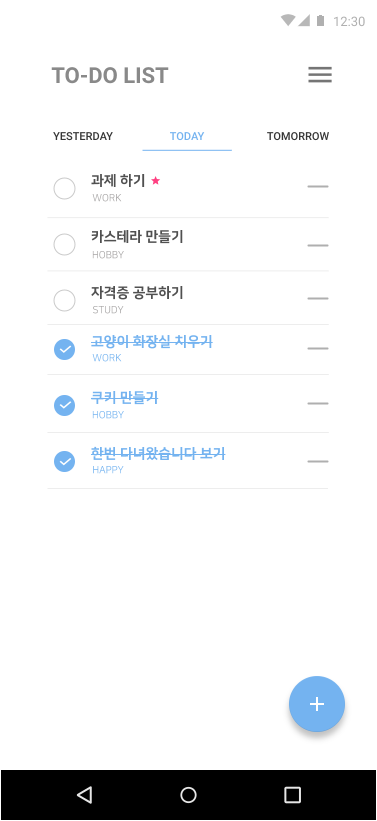 12:30
TO-DO LIST
YESTERDAY TODAY TOMORROW
과제 하기
WORK
카스테라 만들기
HOBBY
자격증 공부하기
STUDY
고양이 화장실 치우기
WORK
쿠키 만들기
HOBBY
한번 다녀왔습니다 보기
HAPPY